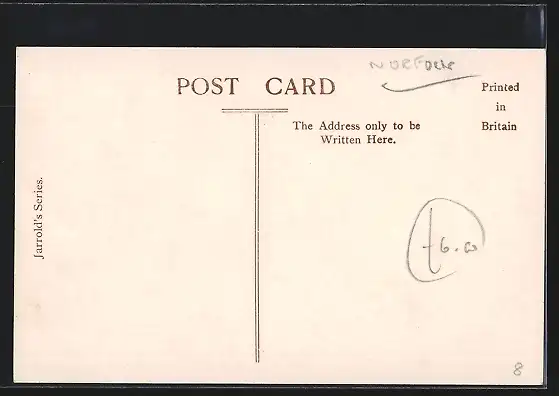 NORFOLK
POST CARD
Printed
in
Britain
The Address only to be
Written Here.
Jarrold's Series.
£6.00
8